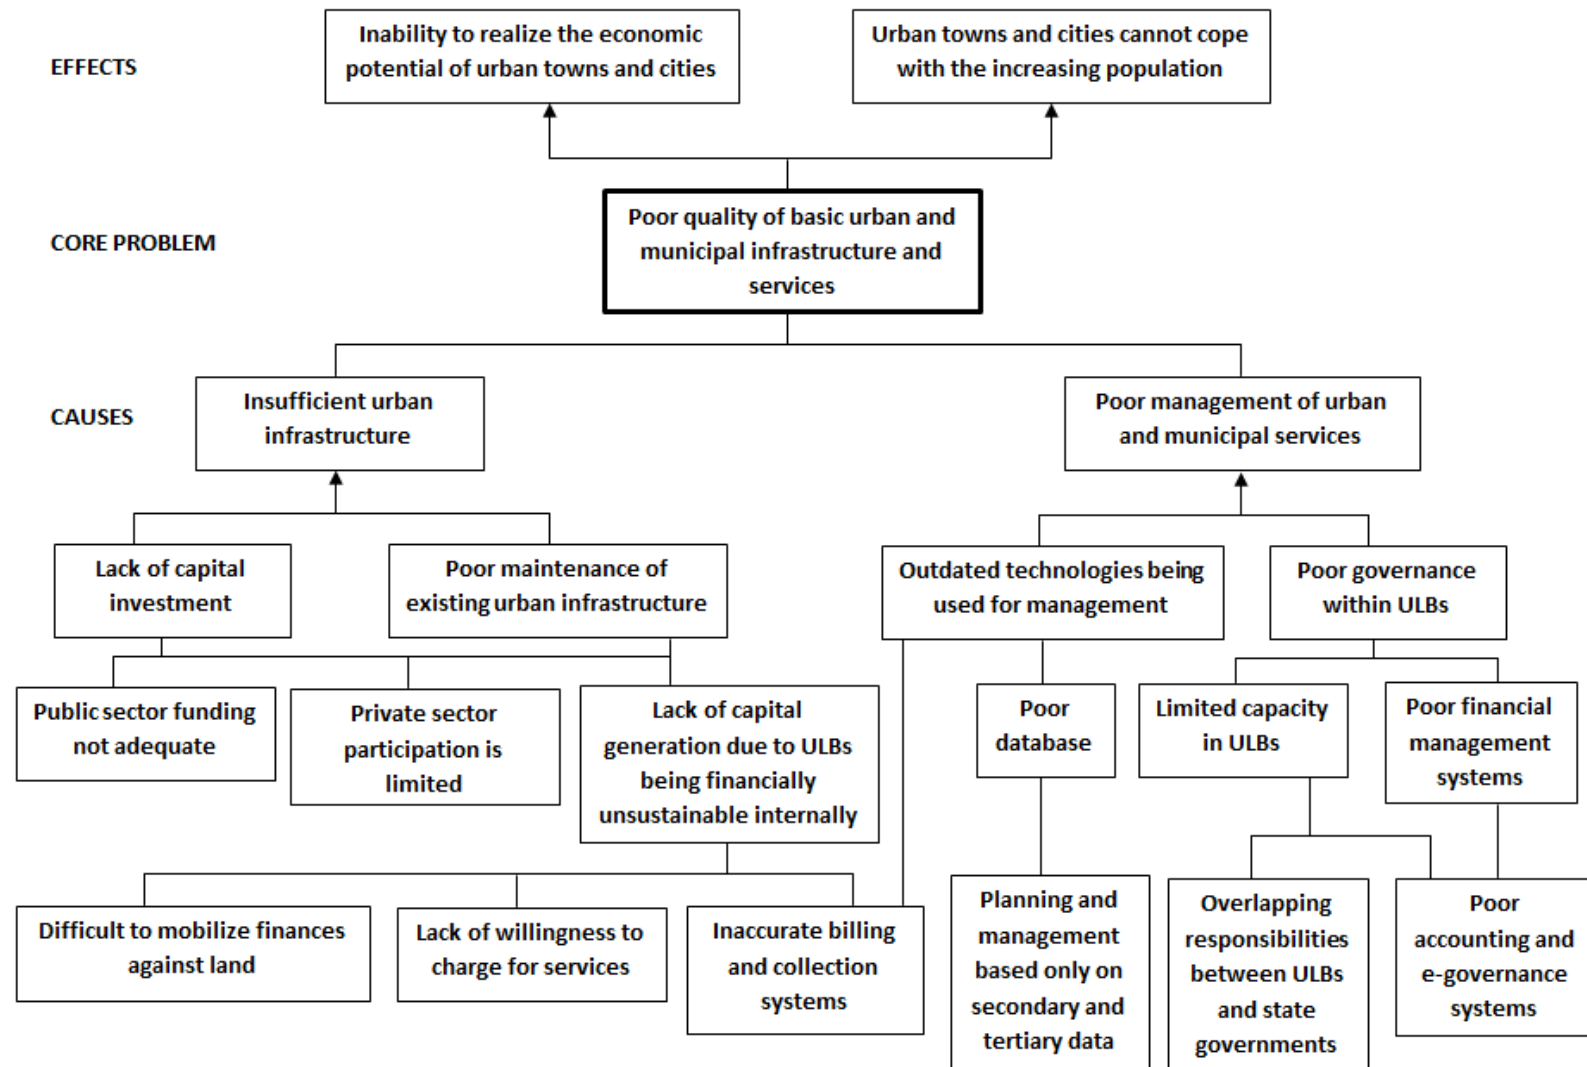 EFFECTS
Inability to realize the economic
potential of urban towns and cities
Urban towns and cities cannot cope
with the increasing population
CORE PROBLEM
Poor quality of basic urban and
municipal infrastructure and
services
CAUSES
Insufficient urban
infrastructure
Poor management of urban
and municipal services
Lack of capital
investment
Poor maintenance of
existing urban infrastructure
Outdated technologies being
used for management
Poor governance
within ULBs
Public sector funding
not adequate
Private sector
participation is
limited
Lack of capital
generation due to ULBs
being financially
unsustainable internally
Poor
database
Limited capacity
in ULBs
Poor financial
management
systems
Difficult to mobilize finances
against land
Lack of willingness to
charge for services
Inaccurate billing
and collection
systems
Planning and
management
based only on
secondary and
tertiary data
Overlapping
responsibilities
between ULBs
and state
governments
Poor
accounting and
e-governance
systems